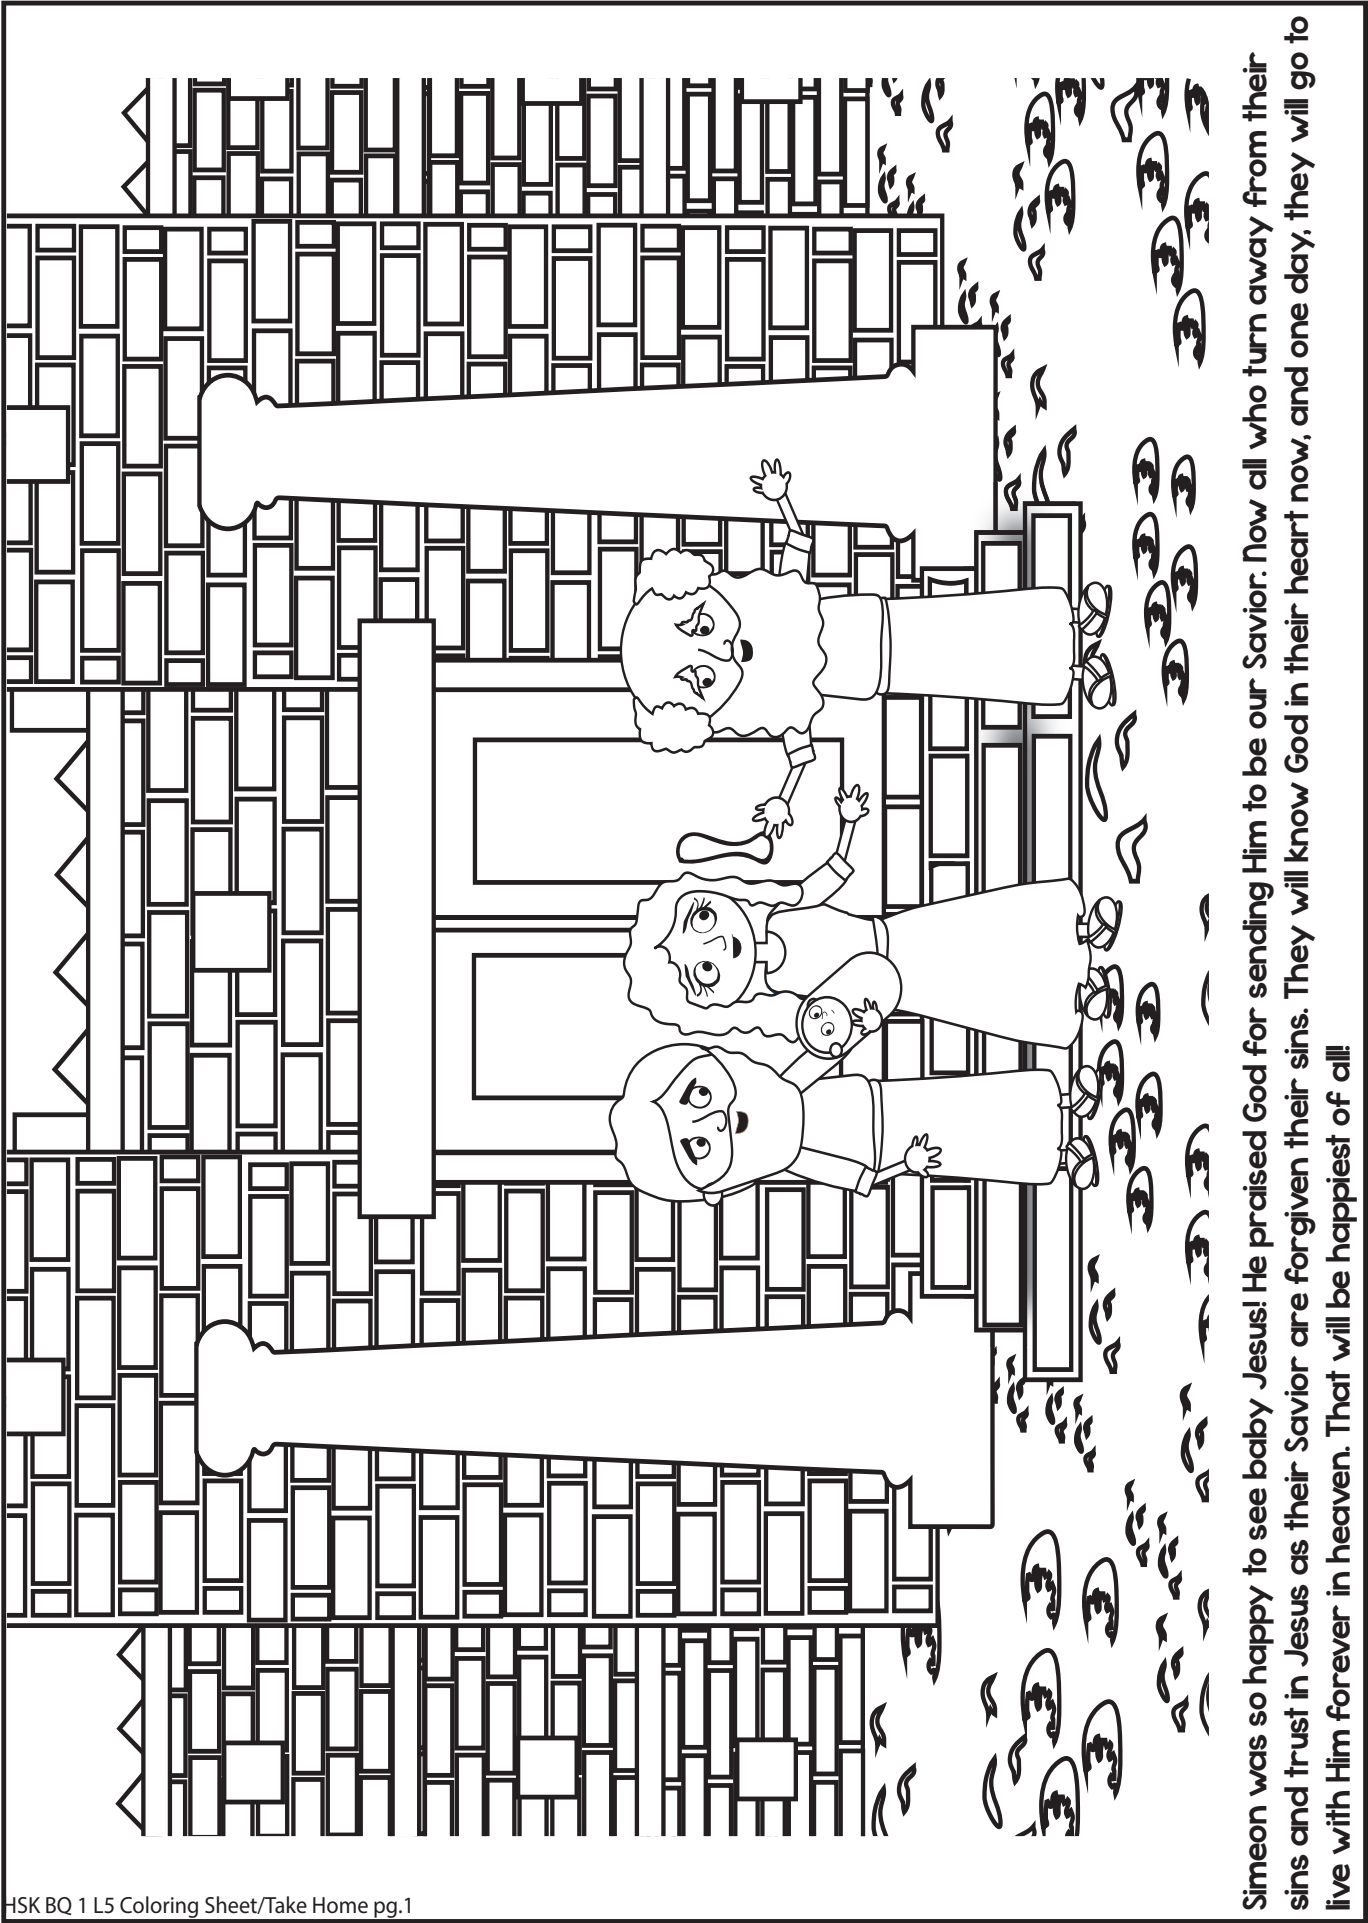 Simeon was so happy to see baby Jesus! He praised God for sending Him to be our Savior. Now all who turn away from their
sins and trust in Jesus as their Savior are forgiven their sins. They will know God in their heart now, and one day, they will go to
live with Him forever in heaven. That will be happiest of all!
HSK BQ 1 L5 Coloring Sheet/Take Home pg.1